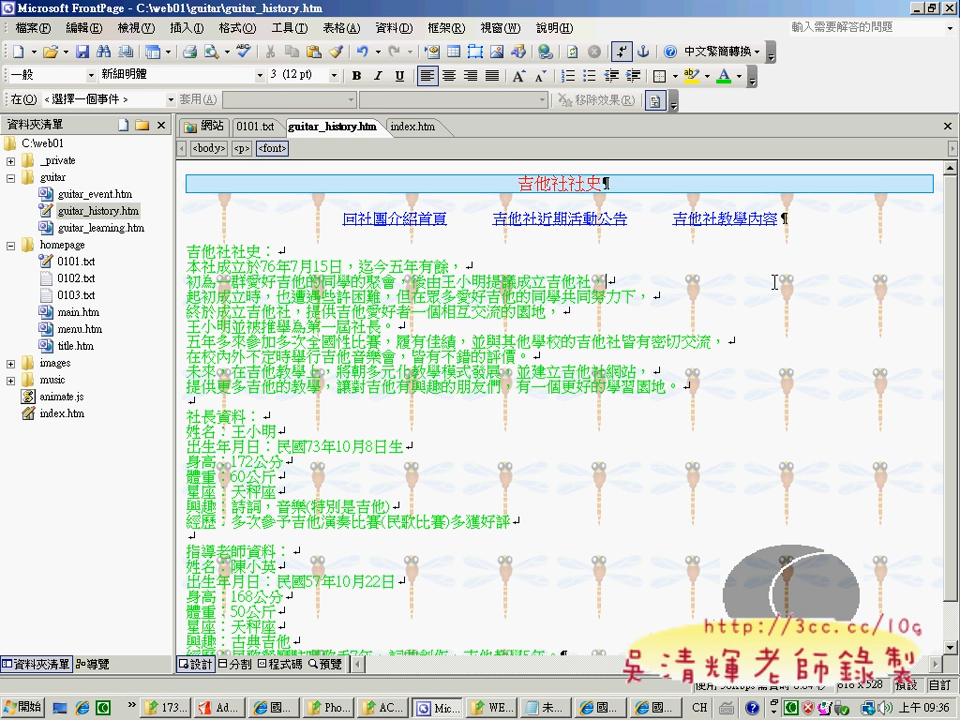 Microsoft FrontPage - C:\web01\guitar\guitar_history.htm
檔案(F) 編輯(E) 檢視(V) 插入(I) 格式(O) 工具(T) 表格(A) 資料(D) 框架(R) 視窗(W) 說明(H) 輸入需要解答的問題
中文繁簡轉換
一般 新細明體 3 (12 pt) B I U
在(O) <選擇一個事件> 套用(A) 移除效果(R)
資料夾清單 網站 0101.txt guitar_history.htm index.htm
<body> <p> <font>
C:\web01
_private
guitar
guitar_event.htm
guitar_history.htm
guitar_learning.htm
homepage
0101.txt
0102.txt
0103.txt
main.htm
menu.htm
title.htm
images
music
animate.js
index.htm
吉他社社史
回社團介紹首頁 吉他社近期活動公告 吉他社教學內容
吉他社社史：
本社成立於76年7月15日，迄今五年有餘，
初為一群愛好吉他的同學的聚會，後由王小明提議成立吉他社，
起初成立時，也遭遇些許困難，但在眾多愛好吉他的同學共同努力下，
終於成立吉他社，提供吉他愛好者一個相互交流的園地，
王小明並被推舉為第一屆社長。
五年多來參加多次全國性比賽，履有佳績，並與其他學校的吉他社皆有密切交流，
在校內外不定時舉行吉他音樂會，皆有不錯的評價。
未來，在吉他教學上，將朝多元化教學模式發展，並建立吉他社網站，
提供更多吉他的教學，讓對吉他有興趣的朋友們，有一個更好的學習園地。
社長資料：
姓名：王小明
出生年月日：民國73年10月8日生
身高：172公分
體重：60公斤
星座：天秤座
興趣：詩詞，音樂(特別是吉他)
經歷：多次參予吉他演奏比賽(民歌比賽)多獲好評
指導老師資料：
姓名：陳小英
出生年月日：民國57年10月22日
身高：168公分
體重：50公斤
星座：天秤座
興趣：古典吉他
http://3cc.cc/10g
吳清輝老師錄製
資料夾清單 導覽 設計 分割 程式碼 預覽
818 x 528 預設 自訂
開始 173... Ad... 國... Pho... AC... Mic... WE... 未... 國... 國... CH 上午 09:36